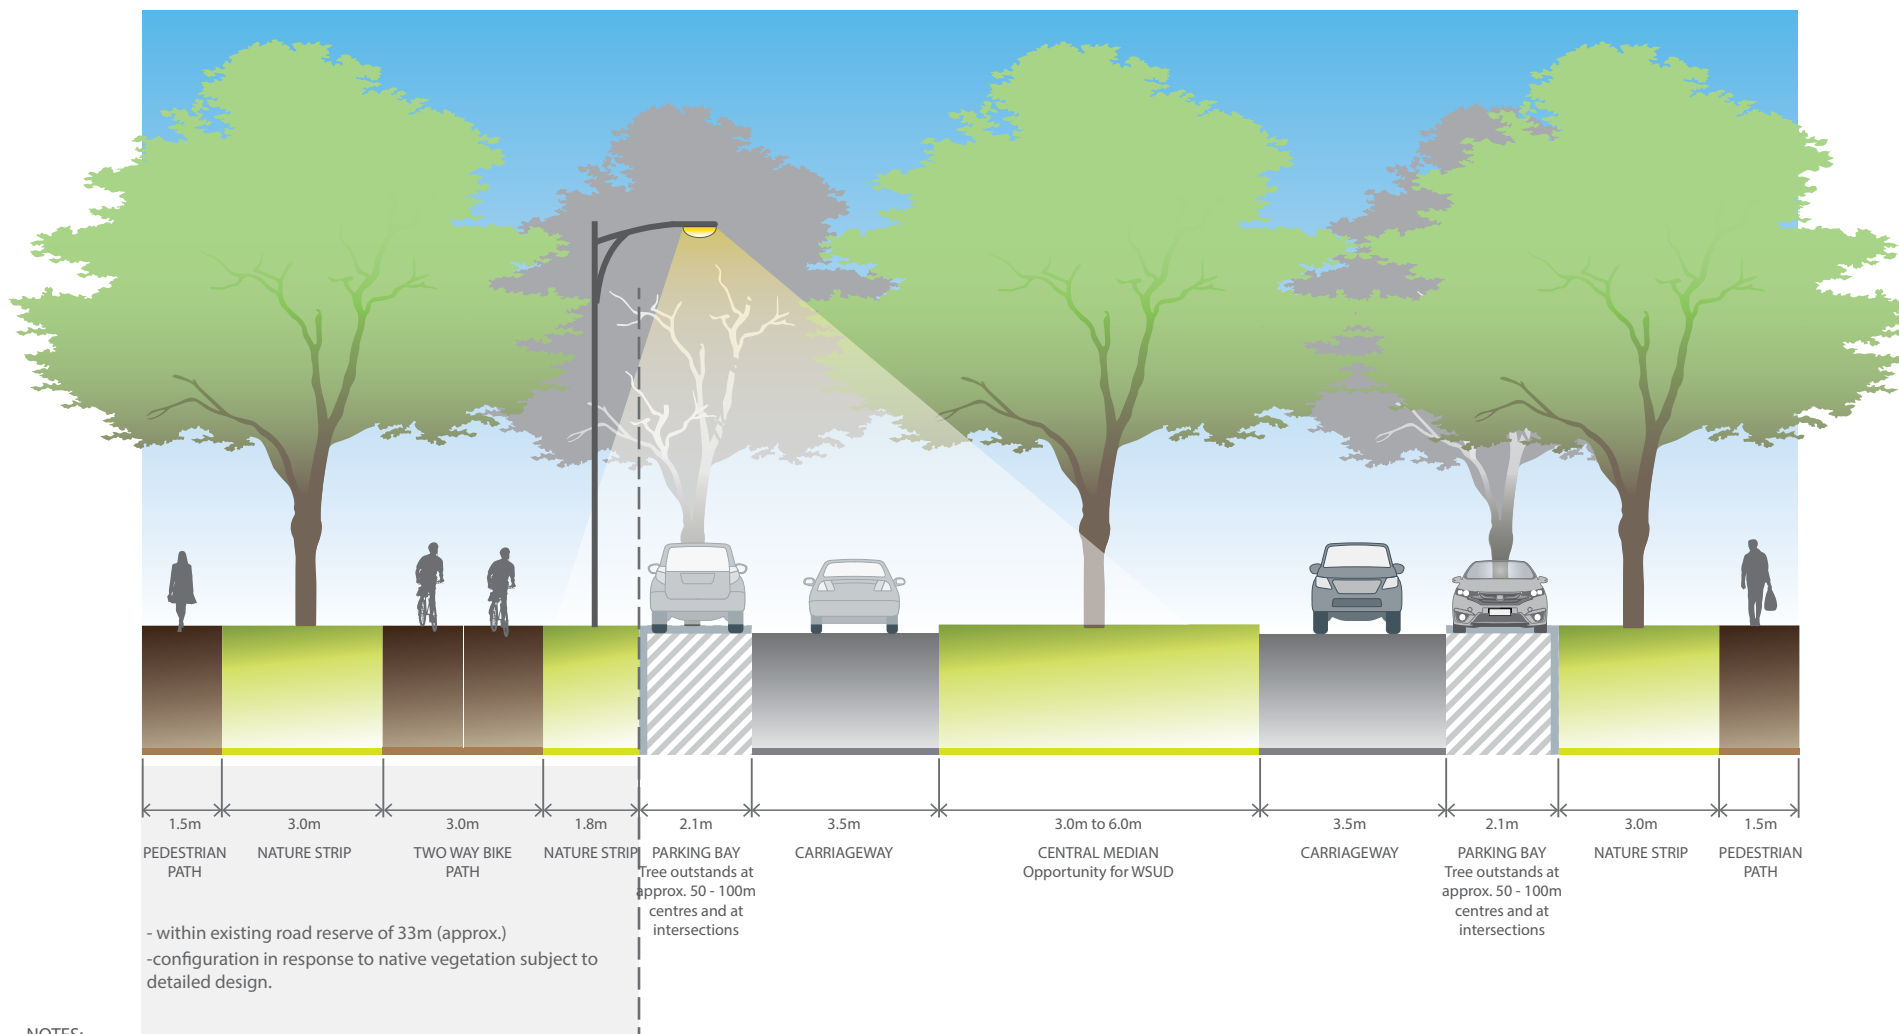 1.5m
3.0m
3.0m
1.8m
2.1m
3.5m
3.0m to 6.0m
3.5m
2.1m
3.0m
1.5m
PEDESTRIAN
PATH
NATURE STRIP
TWO WAY BIKE
PATH
NATURE STRIP
PARKING BAY
Tree outstands at
approx. 50 - 100m
centres and at
intersections
CARRIAGEWAY
CENTRAL MEDIAN
Opportunity for WSUD
CARRIAGEWAY
PARKING BAY
Tree outstands at
approx. 50 - 100m
centres and at
intersections
NATURE STRIP
PEDESTRIAN
PATH
- within existing road reserve of 33m (approx.)
-configuration in response to native vegetation subject to
detailed design.
NOTES: